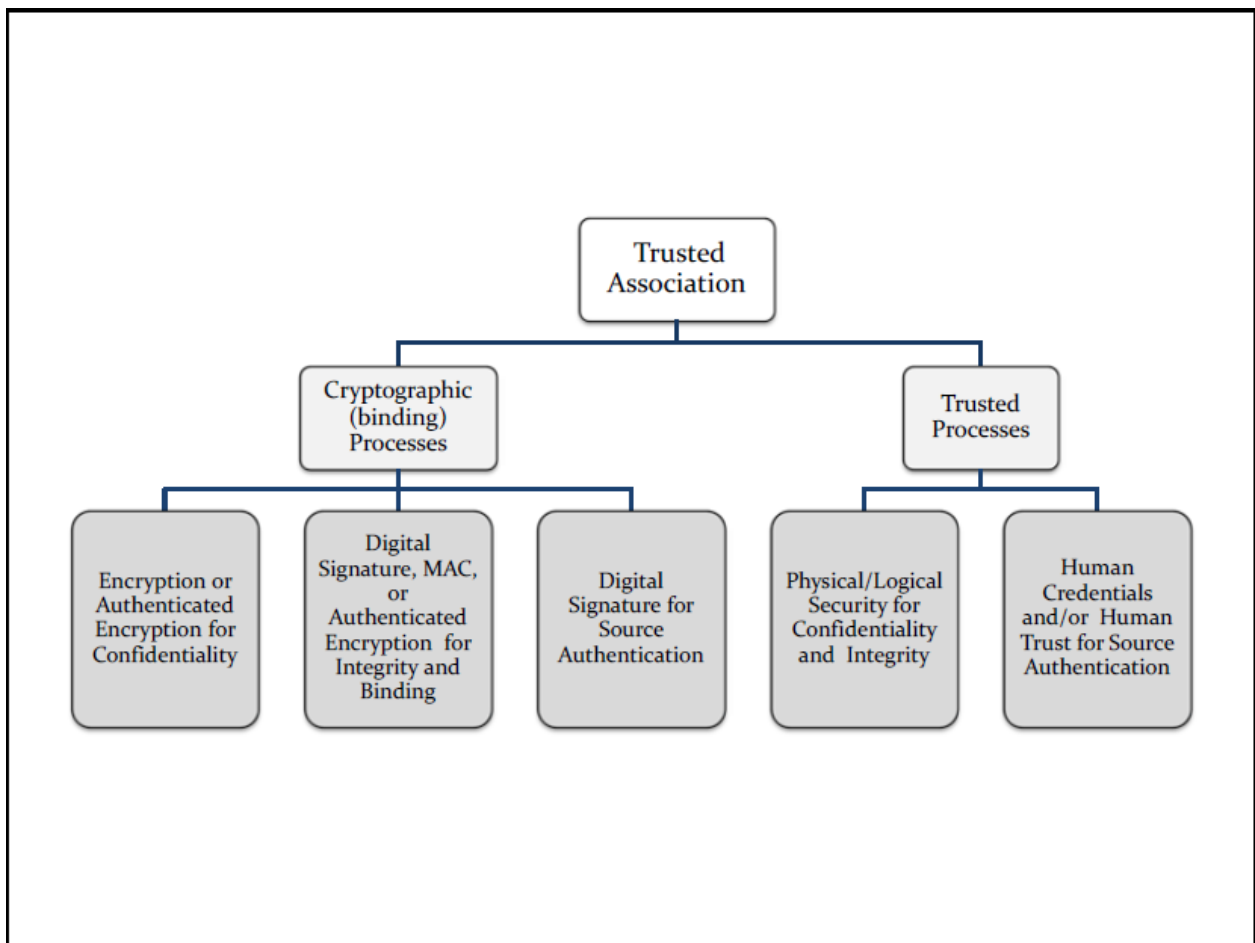 Trusted
Association
Cryptographic
(binding)
Processes
Trusted
Processes
Encryption or
Authenticated
Encryption for
Confidentiality
Digital
Signature, MAC,
or
Authenticated
Encryption for
Integrity and
Binding
Digital
Signature for
Source
Authentication
Physical/Logical
Security for
Confidentiality
and Integrity
Human
Credentials
and/or Human
Trust for Source
Authentication